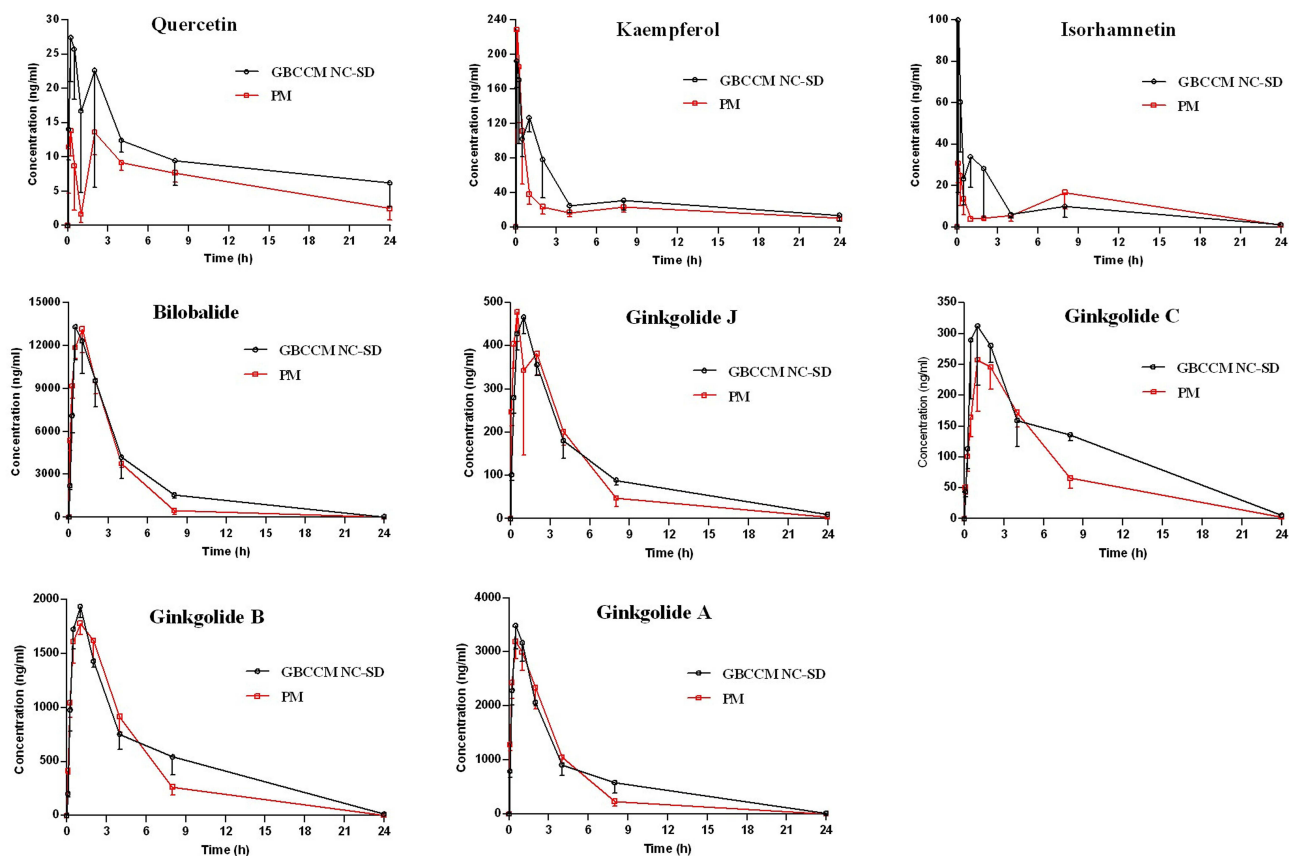 Quercetin
Concentration (ng/ml)
30
25
20
15
10
5
0
GBCCM NC-SD
PM
0 3 6 9 12 15 18 21 24
Time (h)
Kaempferol
Concentration (ng/ml)
240
200
160
120
80
40
0
GBCCM NC-SD
PM
0 3 6 9 12 15 18 21 24
Time (h)
Isorhamnetin
Concentration (ng/ml)
100
80
60
40
20
0
GBCCM NC-SD
PM
0 3 6 9 12 15 18 21 24
Time (h)
Bilobalide
Concentration (ng/ml)
15000
12000
9000
6000
3000
0
GBCCM NC-SD
PM
0 3 6 9 12 15 18 21 24
Time (h)
Ginkgolide J
Concentration (ng/ml)
500
400
300
200
100
0
GBCCM NC-SD
PM
0 3 6 9 12 15 18 21 24
Time (h)
Ginkgolide C
Concentration (ng/ml)
350
300
250
200
150
100
50
0
GBCCM NC-SD
PM
0 3 6 9 12 15 18 21 24
Time (h)
Ginkgolide B
Concentration (ng/ml)
2000
1500
1000
500
0
GBCCM NC-SD
PM
0 3 6 9 12 15 18 21 24
Time (h)
Ginkgolide A
Concentration (ng/ml)
4000
3000
2000
1000
0
GBCCM NC-SD
PM
0 3 6 9 12 15 18 21 24
Time (h)